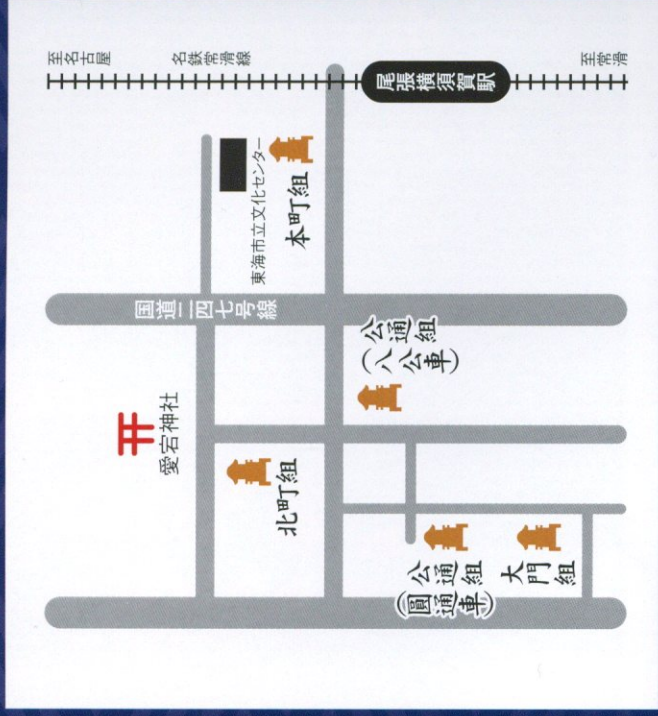 至名古屋
名鉄常滑線
尾張横須賀駅
至常滑
東海市立文化センター
本町組
国道二四七号線
公通組
(八公車)
愛宕神社
北町組
公通組
(圓通車)
大門組